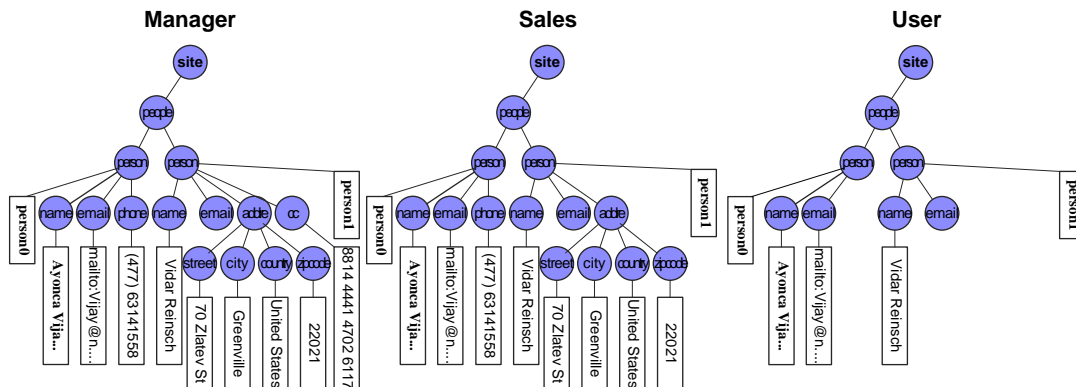 Manager
site
people
person person
person0
name email phone name email addre cc
person1
Ayonca Vija...
mailto:Vijay@n....
(477) 63141558
Vidar Reinsch
street city country zipcode
70 Zlatev St
Greenville
United States
22021
8814 4441 4702 6117
Sales
site
people
person person
person0
name email phone name email addre
person1
Ayonca Vija...
mailto:Vijay@n....
(477) 63141558
Vidar Reinsch
street city country zipcode
70 Zlatev St
Greenville
United States
22021
User
site
people
person person
person0
name email name email
person1
Ayonca Vija...
mailto:Vijay@n....
Vidar Reinsch